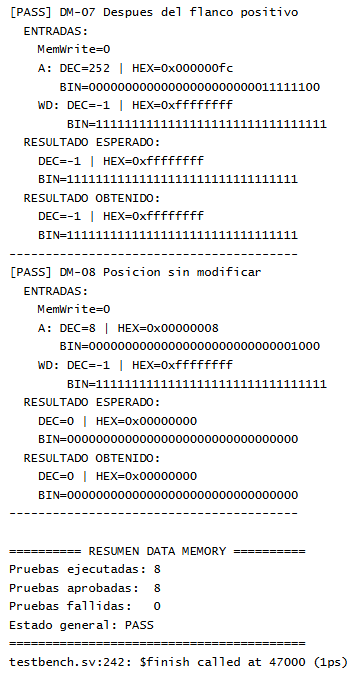 [PASS] DM-07 Despues del flanco positivo
  ENTRADAS:
    MemWrite=0
    A: DEC=252 | HEX=0x000000fc
       BIN=00000000000000000000000011111100
    WD: DEC=-1 | HEX=0xffffffff
        BIN=11111111111111111111111111111111
  RESULTADO ESPERADO:
    DEC=-1 | HEX=0xffffffff
    BIN=11111111111111111111111111111111
  RESULTADO OBTENIDO:
    DEC=-1 | HEX=0xffffffff
    BIN=11111111111111111111111111111111
----------------------------------------
[PASS] DM-08 Posicion sin modificar
  ENTRADAS:
    MemWrite=0
    A: DEC=8 | HEX=0x00000008
       BIN=00000000000000000000000000001000
    WD: DEC=-1 | HEX=0xffffffff
        BIN=11111111111111111111111111111111
  RESULTADO ESPERADO:
    DEC=0 | HEX=0x00000000
    BIN=00000000000000000000000000000000
  RESULTADO OBTENIDO:
    DEC=0 | HEX=0x00000000
    BIN=00000000000000000000000000000000
----------------------------------------
========== RESUMEN DATA MEMORY ==========
Pruebas ejecutadas: 8
Pruebas aprobadas:  8
Pruebas fallidas:   0
Estado general: PASS
=========================================
testbench.sv:242: $finish called at 47000 (1ps)